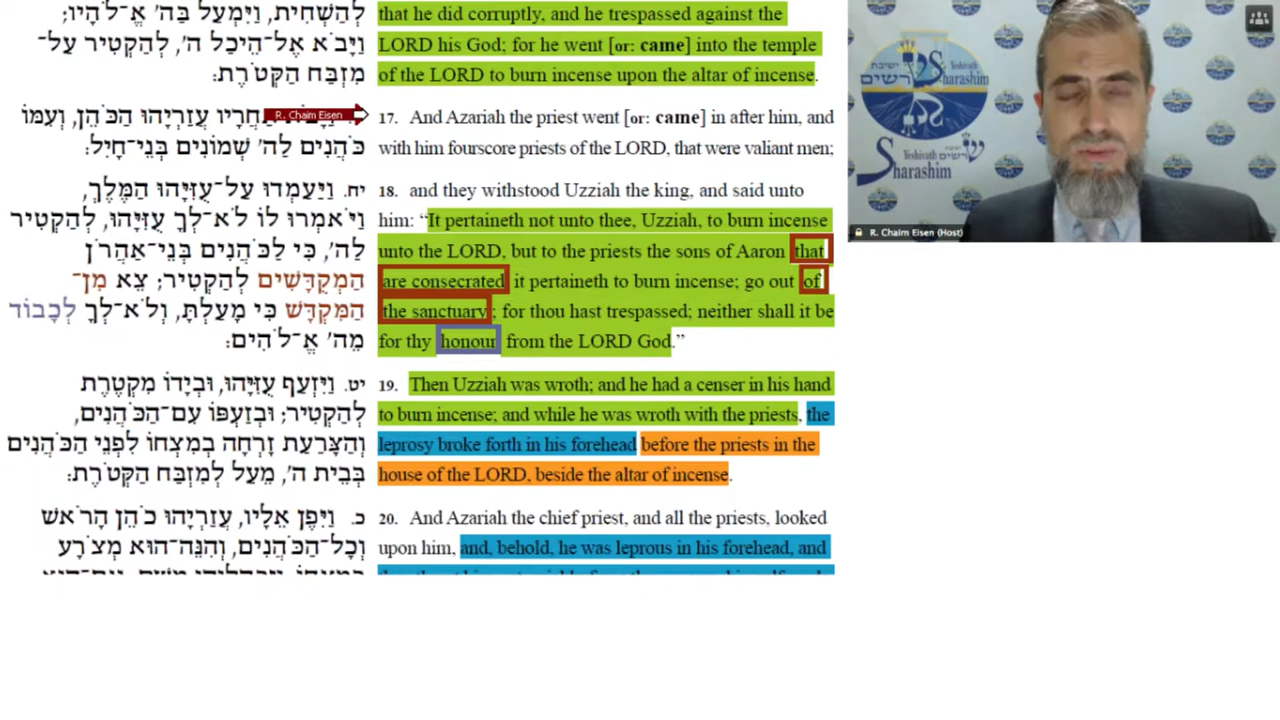 לְהַשְׁחִית, וַיִּמְעַל בַּה' אֱ־לֹהָיו;
וַיָּבֹא אֶל־הֵיכַל ה', לְהַקְטִיר עַל־
מִזְבַּח הַקְּטֹרֶת:
עֲזַרְיָהוּ הַכֹּהֵן, וְעִמּוֹ
כֹּהֲנִים לַה' שְׁמוֹנִים בְּנֵי־חָיִל:
יח. וַיַּעַמְדוּ עַל־עֻזִּיָּהוּ הַמֶּלֶךְ,
וַיֹּאמְרוּ לוֹ לֹא־לְךָ עֻזִּיָּהוּ, לְהַקְטִיר
לַה', כִּי לַכֹּהֲנִים בְּנֵי־אַהֲרֹן
הַמְקֻדָּשִׁים לְהַקְטִיר; צֵא מִן־
הַמִּקְדָּשׁ כִּי מָעַלְתָּ, וְלֹא־לְךָ לְכָבוֹד
מֵה' אֱ־לֹהִים:
יט. וַיִּזְעַף עֻזִּיָּהוּ, וּבְיָדוֹ מִקְטֶרֶת
לְהַקְטִיר; וּבְזַעְפּוֹ עִם־הַכֹּהֲנִים,
וְהַצָּרַעַת זָרְחָה בְמִצְחוֹ לִפְנֵי הַכֹּהֲנִים
בְּבֵית ה', מֵעַל לְמִזְבַּח הַקְּטֹרֶת:
כ. וַיִּפֶן אֵלָיו, עֲזַרְיָהוּ כֹהֵן הָרֹאשׁ
וְכָל־הַכֹּהֲנִים, וְהִנֵּה־הוּא מְצֹרָע
R. Chaim Eisen
that he did corruptly, and he trespassed against the
LORD his God; for he went [or: came] into the temple
of the LORD to burn incense upon the altar of incense.
17. And Azariah the priest went [or: came] in after him, and
with him fourscore priests of the LORD, that were valiant men;
18. and they withstood Uzziah the king, and said unto
him: “It pertaineth not unto thee, Uzziah, to burn incense
unto the LORD, but to the priests the sons of Aaron that
are consecrated it pertaineth to burn incense; go out of
the sanctuary; for thou hast trespassed; neither shall it be
for thy honour from the LORD God.”
19. Then Uzziah was wroth; and he had a censer in his hand
to burn incense; and while he was wroth with the priests, the
leprosy broke forth in his forehead before the priests in the
house of the LORD, beside the altar of incense.
20. And Azariah the chief priest, and all the priests, looked
upon him, and, behold, he was leprous in his forehead, and
ישיבת
שרשים
Yeshivath
Sharashim
R. Chaim Eisen (Host)